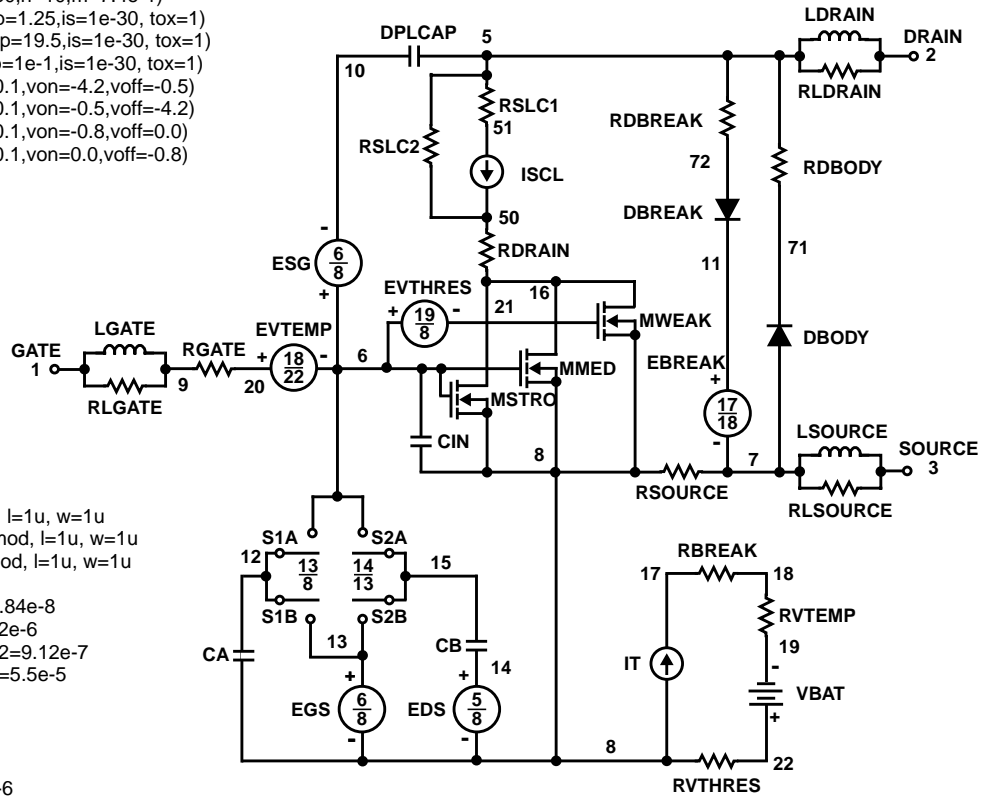 p=1.25,is=1e-30, tox=1)
p=19.5,is=1e-30, tox=1)
=1e-1,is=1e-30, tox=1)
0.1,von=-4.2,voff=-0.5)
0.1,von=-0.5,voff=-4.2)
0.1,von=-0.8,voff=0.0)
0.1,von=0.0,voff=-0.8)
LDRAIN
DPLCAP 5 DRAIN
10 2
RLDRAIN
RSLC1
51
RDBREAK
RSLC2
72
RDBODY
ISCL
DBREAK
50
RDRAIN
71
ESG 6 8
11
EVTHRES
16
21
19 8
MWEAK
LGATE
EVTEMP
DBODY
GATE
RGATE
EBREAK
1
18 22
6
MMED
9
20
MSTRO
17 18
RLGATE
LSOURCE
CIN
SOURCE
8
7
3
RSOURCE
RLSOURCE
l=1u, w=1u
mod, l=1u, w=1u
od, l=1u, w=1u
S1A
S2A
RBREAK
12
13 8
14 13
15
17
18
.84e-8
2e-6
2=9.12e-7
=5.5e-5
S1B
S2B
RVTEMP
13
CB
19
CA
IT
14
VBAT
EGS 6 8
EDS 5 8
8
22
RVTHRES
-6